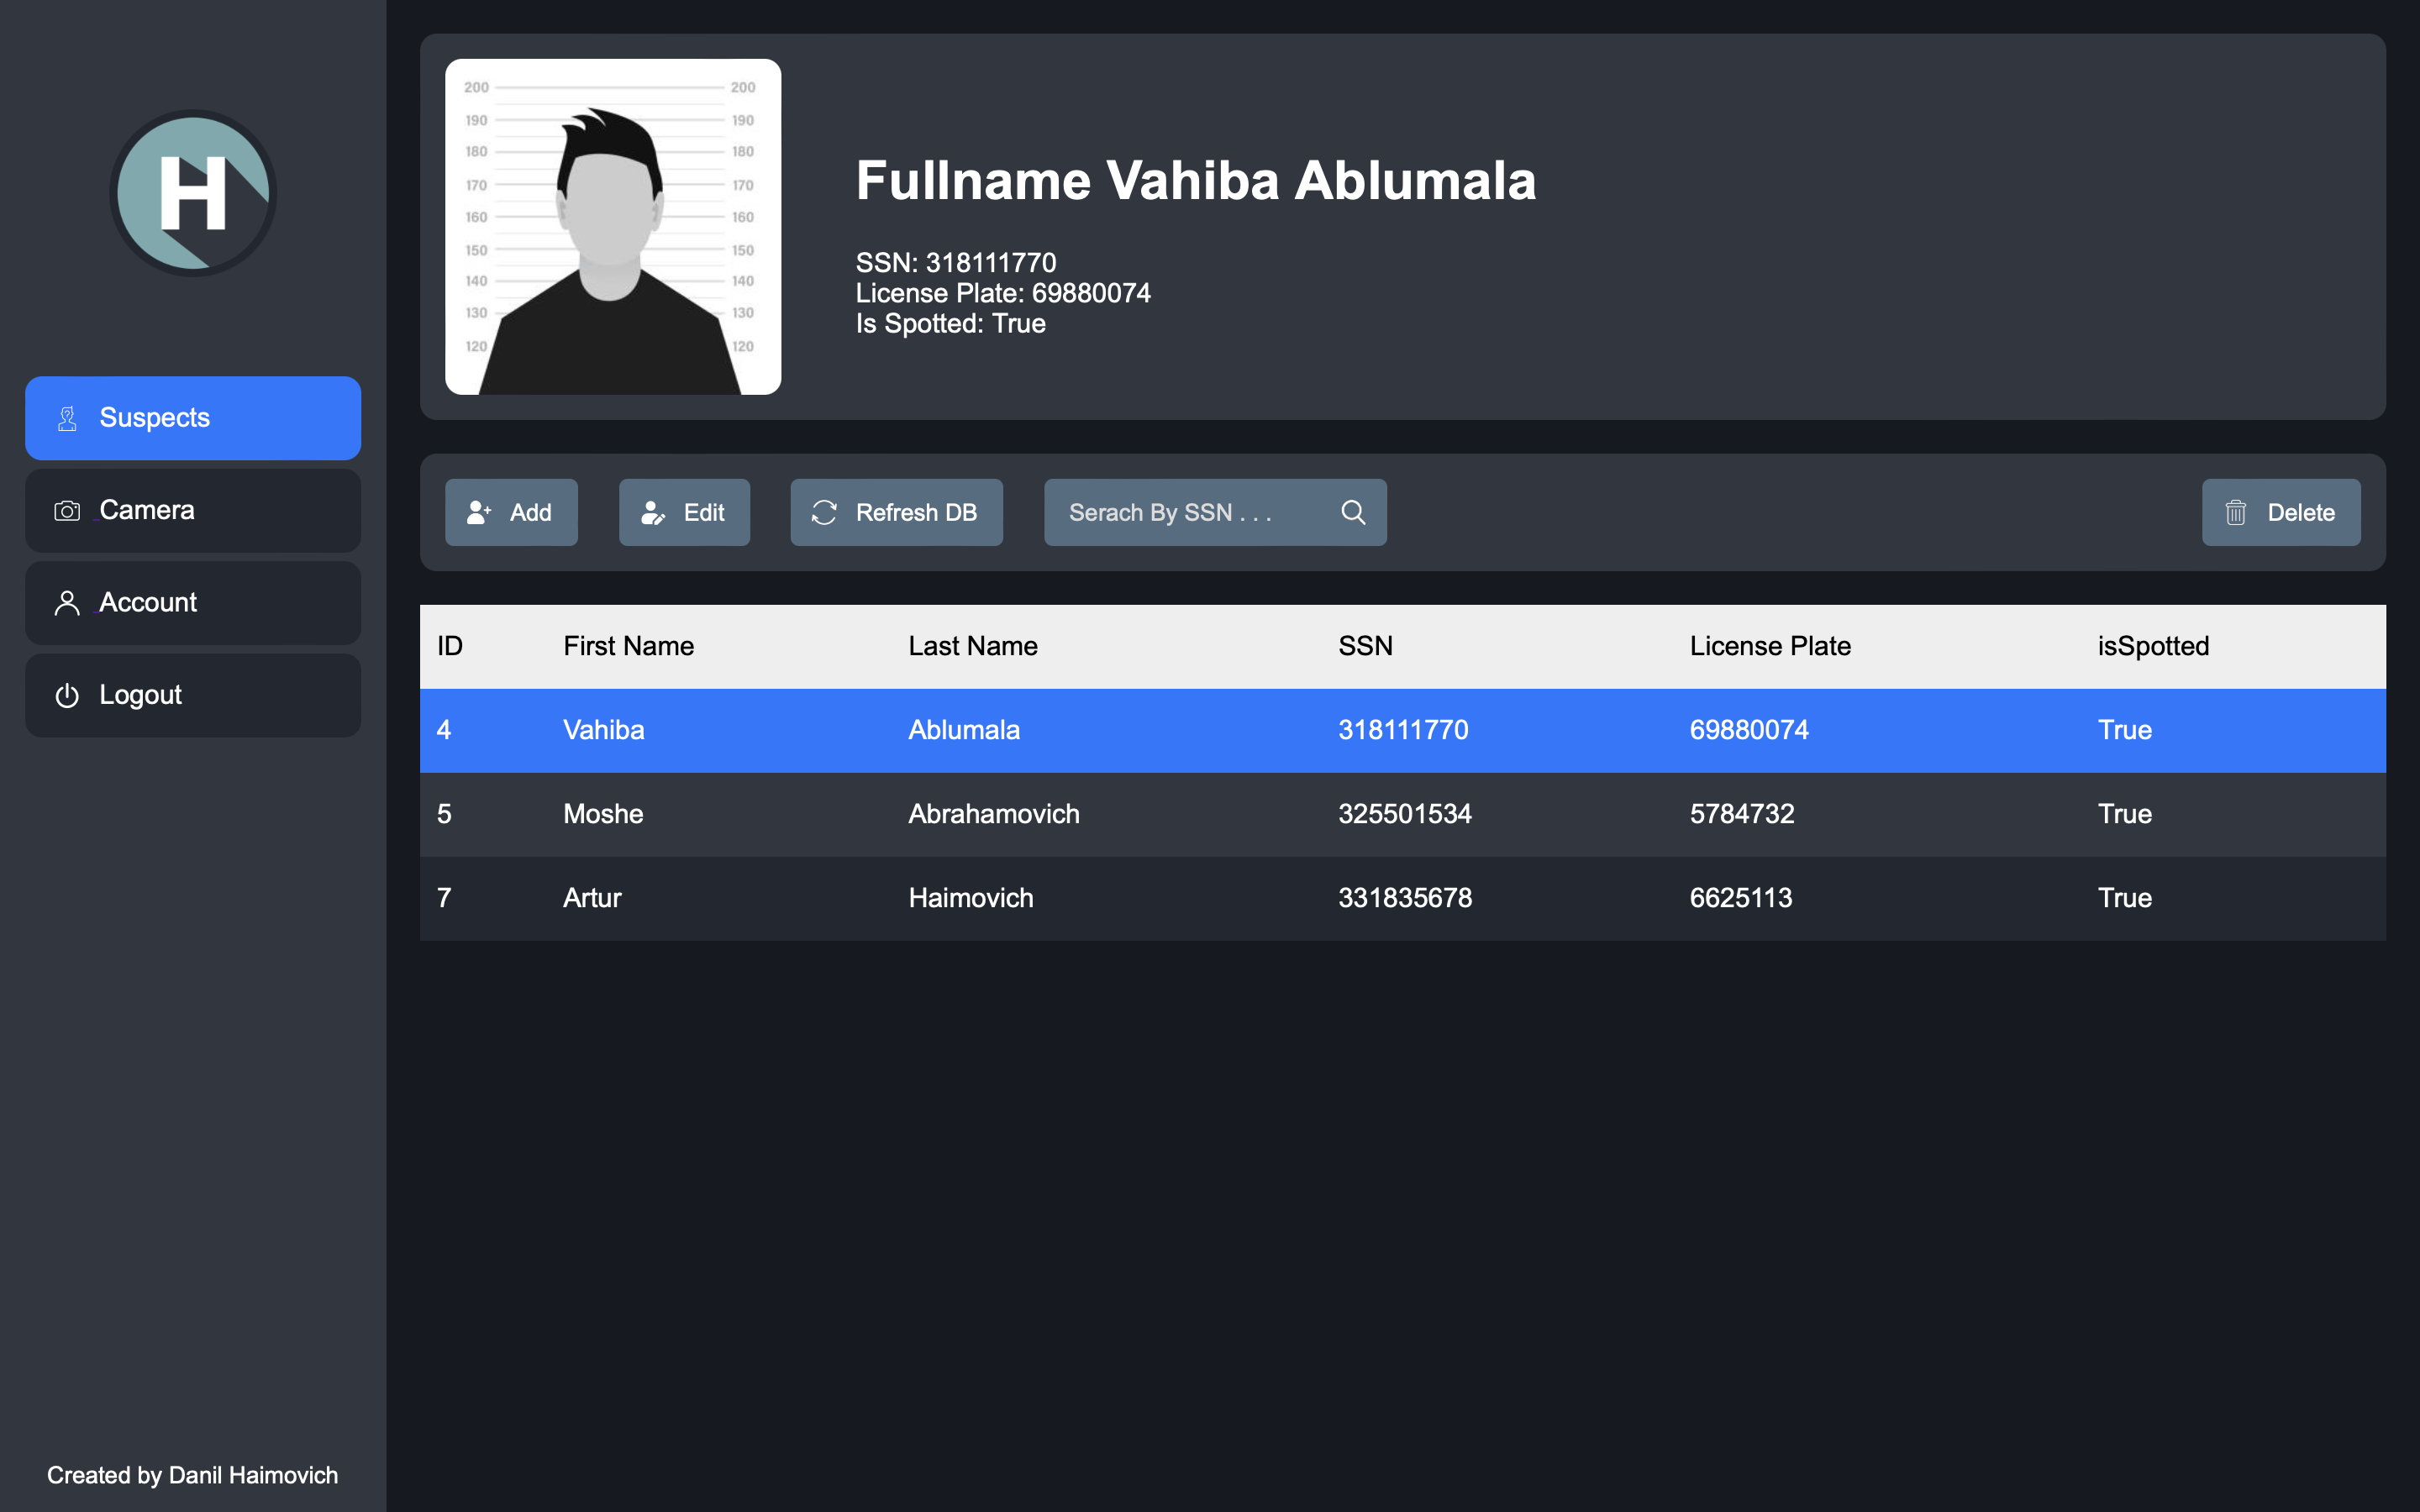 H
Suspects
Camera
Account
Logout
Created by Danil Haimovich
200 200
190 190
180 180
170 170
160 160
150 150
140 140
130 130
120 120
Fullname Vahiba Ablumala
SSN: 318111770
License Plate: 69880074
Is Spotted: True
Add Edit Refresh DB Serach By SSN . . . Delete
ID First Name Last Name SSN License Plate isSpotted
4 Vahiba Ablumala 318111770 69880074 True
5 Moshe Abrahamovich 325501534 5784732 True
7 Artur Haimovich 331835678 6625113 True